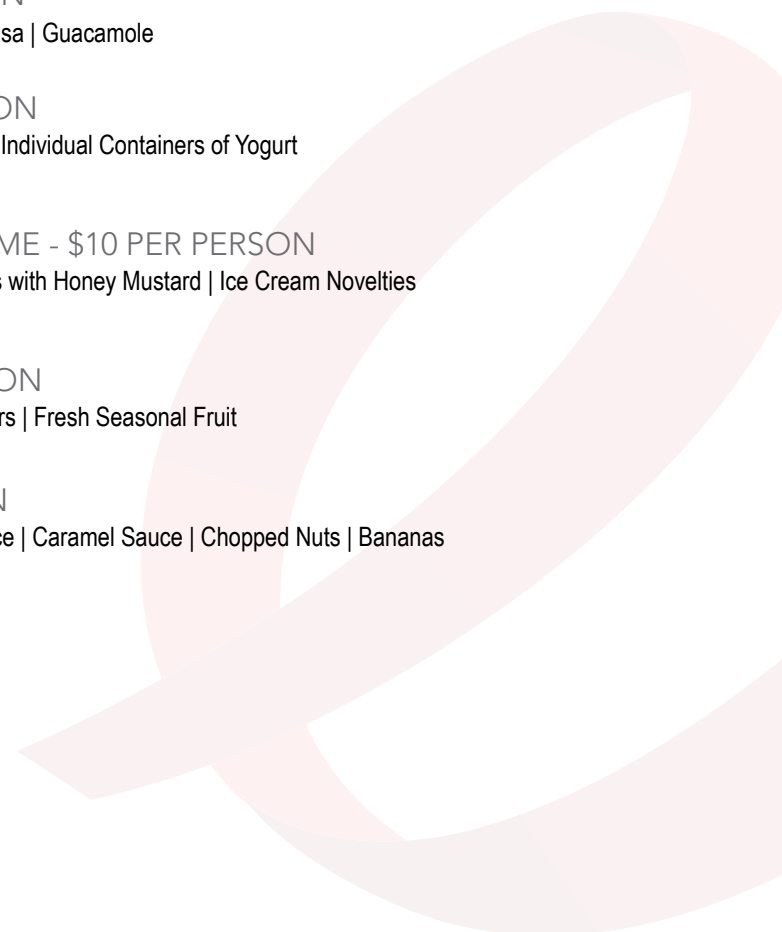 N
sa | Guacamole
ON
Individual Containers of Yogurt
ME - $10 PER PERSON
s with Honey Mustard | Ice Cream Novelties
ON
rs | Fresh Seasonal Fruit
N
ce | Caramel Sauce | Chopped Nuts | Bananas